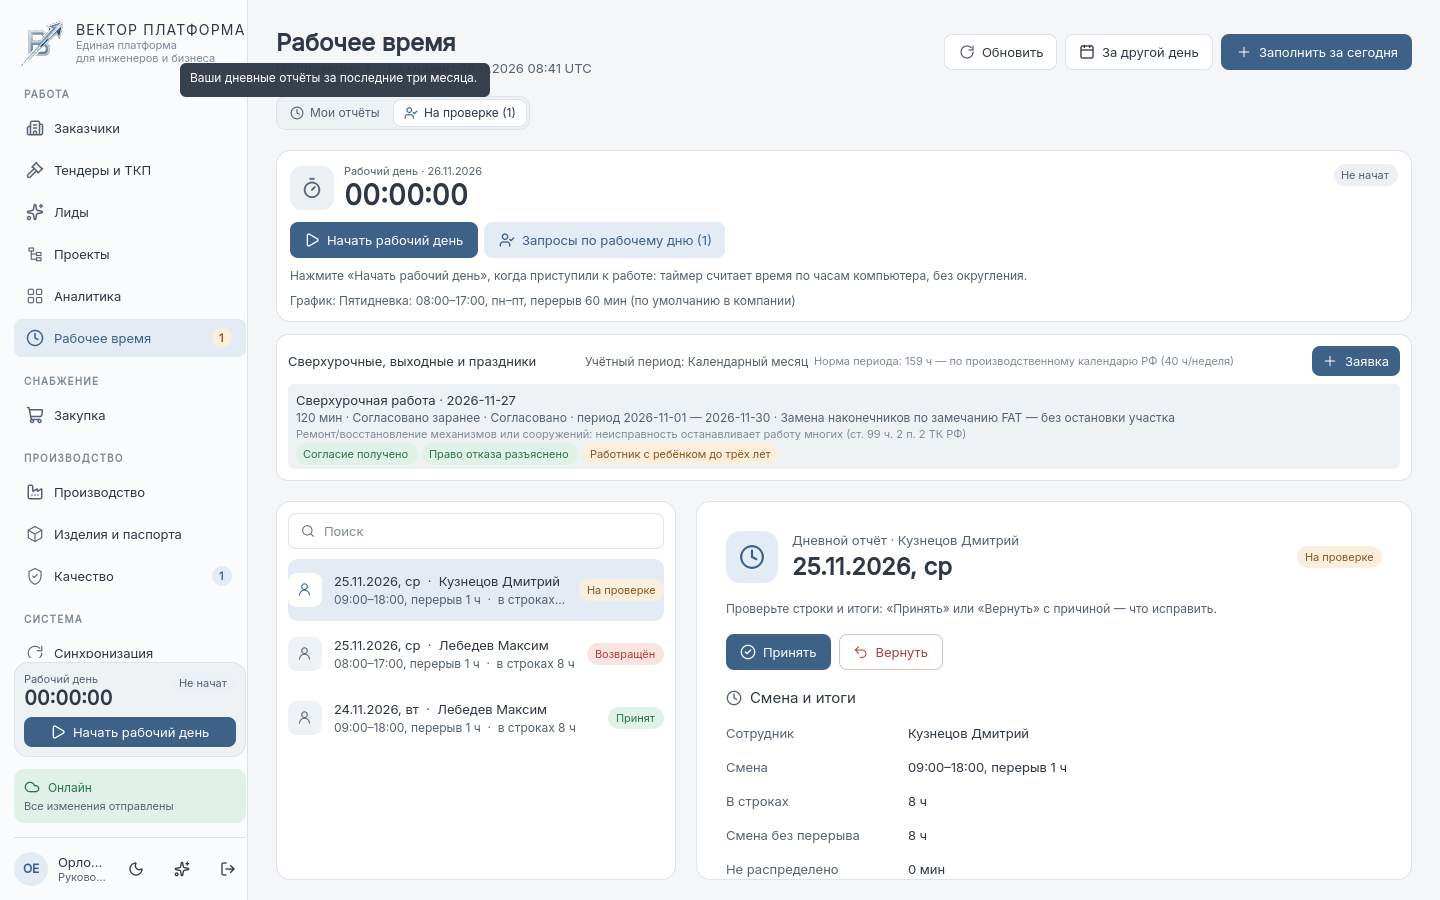 ВЕКТОР ПЛАТФОРМА
Единая платформа
для инженеров и бизнеса
РАБОТА
Заказчики
Тендеры и ТКП
Лиды
Проекты
Аналитика
Рабочее время 1
СНАБЖЕНИЕ
Закупка
ПРОИЗВОДСТВО
Производство
Изделия и паспорта
Качество 1
СИСТЕМА
Синхронизация
Рабочий день
Не начат
00:00:00
Начать рабочий день
Онлайн
Все изменения отправлены
ОЕ
Орло...
Руково...
Рабочее время
.2026 08:41 UTC
Ваши дневные отчёты за последние три месяца.
Обновить
За другой день
Заполнить за сегодня
Мои отчёты
На проверке (1)
Рабочий день · 26.11.2026
00:00:00
Не начат
Начать рабочий день
Запросы по рабочему дню (1)
Нажмите «Начать рабочий день», когда приступили к работе: таймер считает время по часам компьютера, без округления.
График: Пятидневка: 08:00–17:00, пн–пт, перерыв 60 мин (по умолчанию в компании)
Сверхурочные, выходные и праздники
Учётный период: Календарный месяц
Норма периода: 159 ч — по производственному календарю РФ (40 ч/неделя)
Заявка
Сверхурочная работа · 2026-11-27
120 мин · Согласовано заранее · Согласовано · период 2026-11-01 — 2026-11-30 · Замена наконечников по замечанию FAT — без остановки участка
Ремонт/восстановление механизмов или сооружений: неисправность останавливает работу многих (ст. 99 ч. 2 п. 2 ТК РФ)
Согласие получено
Право отказа разъяснено
Работник с ребёнком до трёх лет
Поиск
25.11.2026, ср · Кузнецов Дмитрий
09:00–18:00, перерыв 1 ч · в строках...
На проверке
25.11.2026, ср · Лебедев Максим
08:00–17:00, перерыв 1 ч · в строках 8 ч
Возвращён
24.11.2026, вт · Лебедев Максим
09:00–18:00, перерыв 1 ч · в строках 8 ч
Принят
Дневной отчёт · Кузнецов Дмитрий
25.11.2026, ср
На проверке
Проверьте строки и итоги: «Принять» или «Вернуть» с причиной — что исправить.
Принять
Вернуть
Смена и итоги
Сотрудник Кузнецов Дмитрий
Смена 09:00–18:00, перерыв 1 ч
В строках 8 ч
Смена без перерыва 8 ч
Не распределено 0 мин